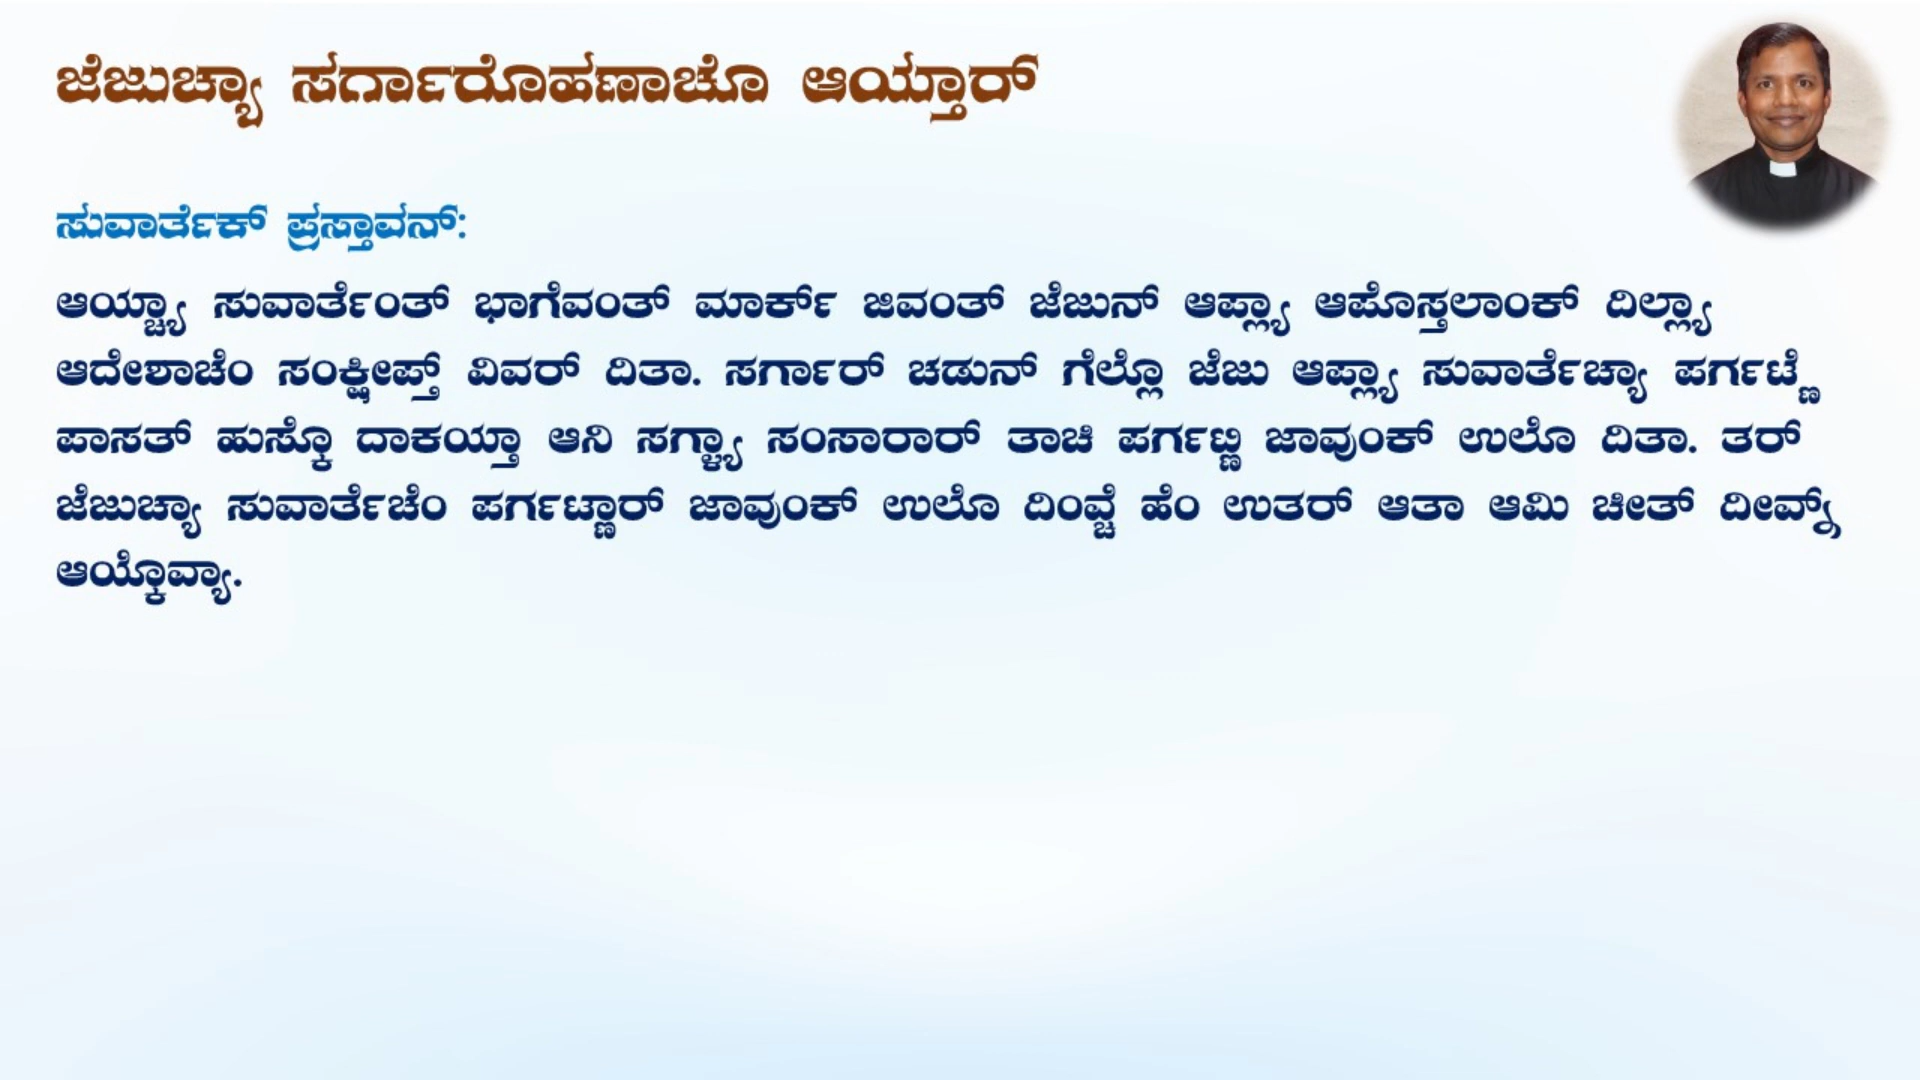 ಜೆಜುಚ್ಯಾ ಸರ್ಗಾರೊಹಣಾಚೊ ಆಯ್ತಾರ್
ಸುವಾರ್ತೆಕ್ ಪ್ರಸ್ತಾವನ್:
ಆಯ್ಚ್ಯಾ ಸುವಾರ್ತೆಂತ್ ಭಾಗೆವಂತ್ ಮಾರ್ಕ್ ಜಿವಂತ್ ಜೆಜುನ್ ಆಪ್ಲ್ಯಾ ಆಪೊಸ್ತಲಾಂಕ್ ದಿಲ್ಲ್ಯಾ
ಆದೇಶಾಚೆಂ ಸಂಕ್ಷೀಪ್ತ್ ವಿವರ್ ದಿತಾ. ಸರ್ಗಾರ್ ಚಡುನ್ ಗೆಲ್ಲೊ ಜೆಜು ಆಪ್ಲ್ಯಾ ಸುವಾರ್ತೆಚ್ಯಾ ಪರ್ಗಟ್ಣೆ
ಪಾಸತ್ ಹುಸ್ಕೊ ದಾಕಯ್ತಾ ಆನಿ ಸಗ್ಳ್ಯಾ ಸಂಸಾರಾರ್ ತಾಚಿ ಪರ್ಗಟ್ಣಿ ಜಾವುಂಕ್ ಉಲೊ ದಿತಾ. ತರ್
ಜೆಜುಚ್ಯಾ ಸುವಾರ್ತೆಚೆಂ ಪರ್ಗಟ್ಣಾರ್ ಜಾವುಂಕ್ ಉಲೊ ದಿಂವ್ಚೆ ಹೆಂ ಉತರ್ ಆತಾ ಆಮಿ ಚೀತ್ ದೀವ್ನ್
ಆಯ್ಕೊವ್ಯಾ.